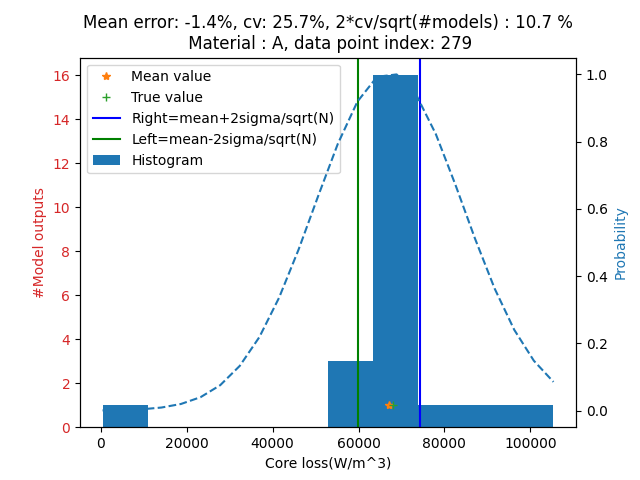 Mean error: -1.4%, cv: 25.7%, 2*cv/sqrt(#models) : 10.7 %
Material : A, data point index: 279
Mean value
True value
Right=mean+2sigma/sqrt(N)
Left=mean-2sigma/sqrt(N)
Histogram
#Model outputs
16
14
12
10
8
6
4
2
0
1.0
0.8
0.6
0.4
0.2
0.0
Probability
0
20000
40000
60000
80000
100000
Core loss(W/m^3)